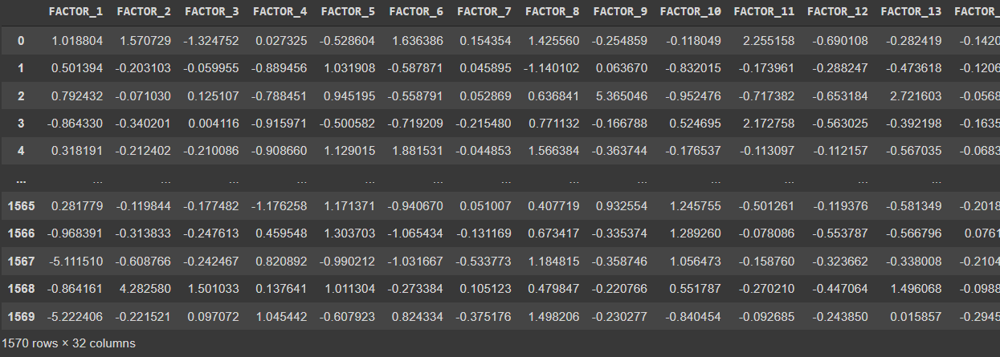 FACTOR_1 FACTOR_2 FACTOR_3 FACTOR_4 FACTOR_5 FACTOR_6 FACTOR_7 FACTOR_8 FACTOR_9 FACTOR_10 FACTOR_11 FACTOR_12 FACTOR_13 FACTOR_
0 1.018804 1.570729 -1.324752 0.027325 -0.528604 1.636386 0.154354 1.425560 -0.254859 -0.118049 2.255158 -0.690108 -0.282419 -0.1420
1 0.501394 -0.203103 -0.059955 -0.889456 1.031908 -0.587871 0.045895 -1.140102 0.063670 -0.832015 -0.173961 -0.288247 -0.473618 -0.1206
2 0.792432 -0.071030 0.125107 -0.788451 0.945195 -0.558791 0.052869 0.636841 5.365046 -0.952476 -0.717382 -0.653184 2.721603 -0.0568
3 -0.864330 -0.340201 0.004116 -0.915971 -0.500582 -0.719209 -0.215480 0.771132 -0.166788 0.524695 2.172758 -0.563025 -0.392198 -0.1635
4 0.318191 -0.212402 -0.210086 -0.908660 1.129015 1.881531 -0.044853 1.566384 -0.363744 -0.176537 -0.113097 -0.112157 -0.567035 -0.0683
... ... ... ... ... ... ... ... ... ... ... ... ... ...
1565 0.281779 -0.119844 -0.177482 -1.176258 1.171371 -0.940670 0.051007 0.407719 0.932554 1.245755 -0.501261 -0.119376 -0.581349 -0.2018
1566 -0.968391 -0.313833 -0.247613 0.459548 1.303703 -1.065434 -0.131169 0.673417 -0.335374 1.289260 -0.078086 -0.553787 -0.566796 0.0761
1567 -5.111510 -0.608766 -0.242467 0.820892 -0.990212 -1.031667 -0.533773 1.184815 -0.358746 1.056473 -0.158760 -0.323662 -0.338008 -0.2104
1568 -0.864161 4.282580 1.501033 0.137641 1.011304 -0.273384 0.105123 0.479847 -0.220766 0.551787 -0.270210 -0.447064 1.496068 -0.0988
1569 -5.222406 -0.221521 0.097072 1.045442 -0.607923 0.824334 -0.375176 1.498206 -0.230277 -0.840454 -0.092685 -0.243850 0.015857 -0.2945
1570 rows × 32 columns